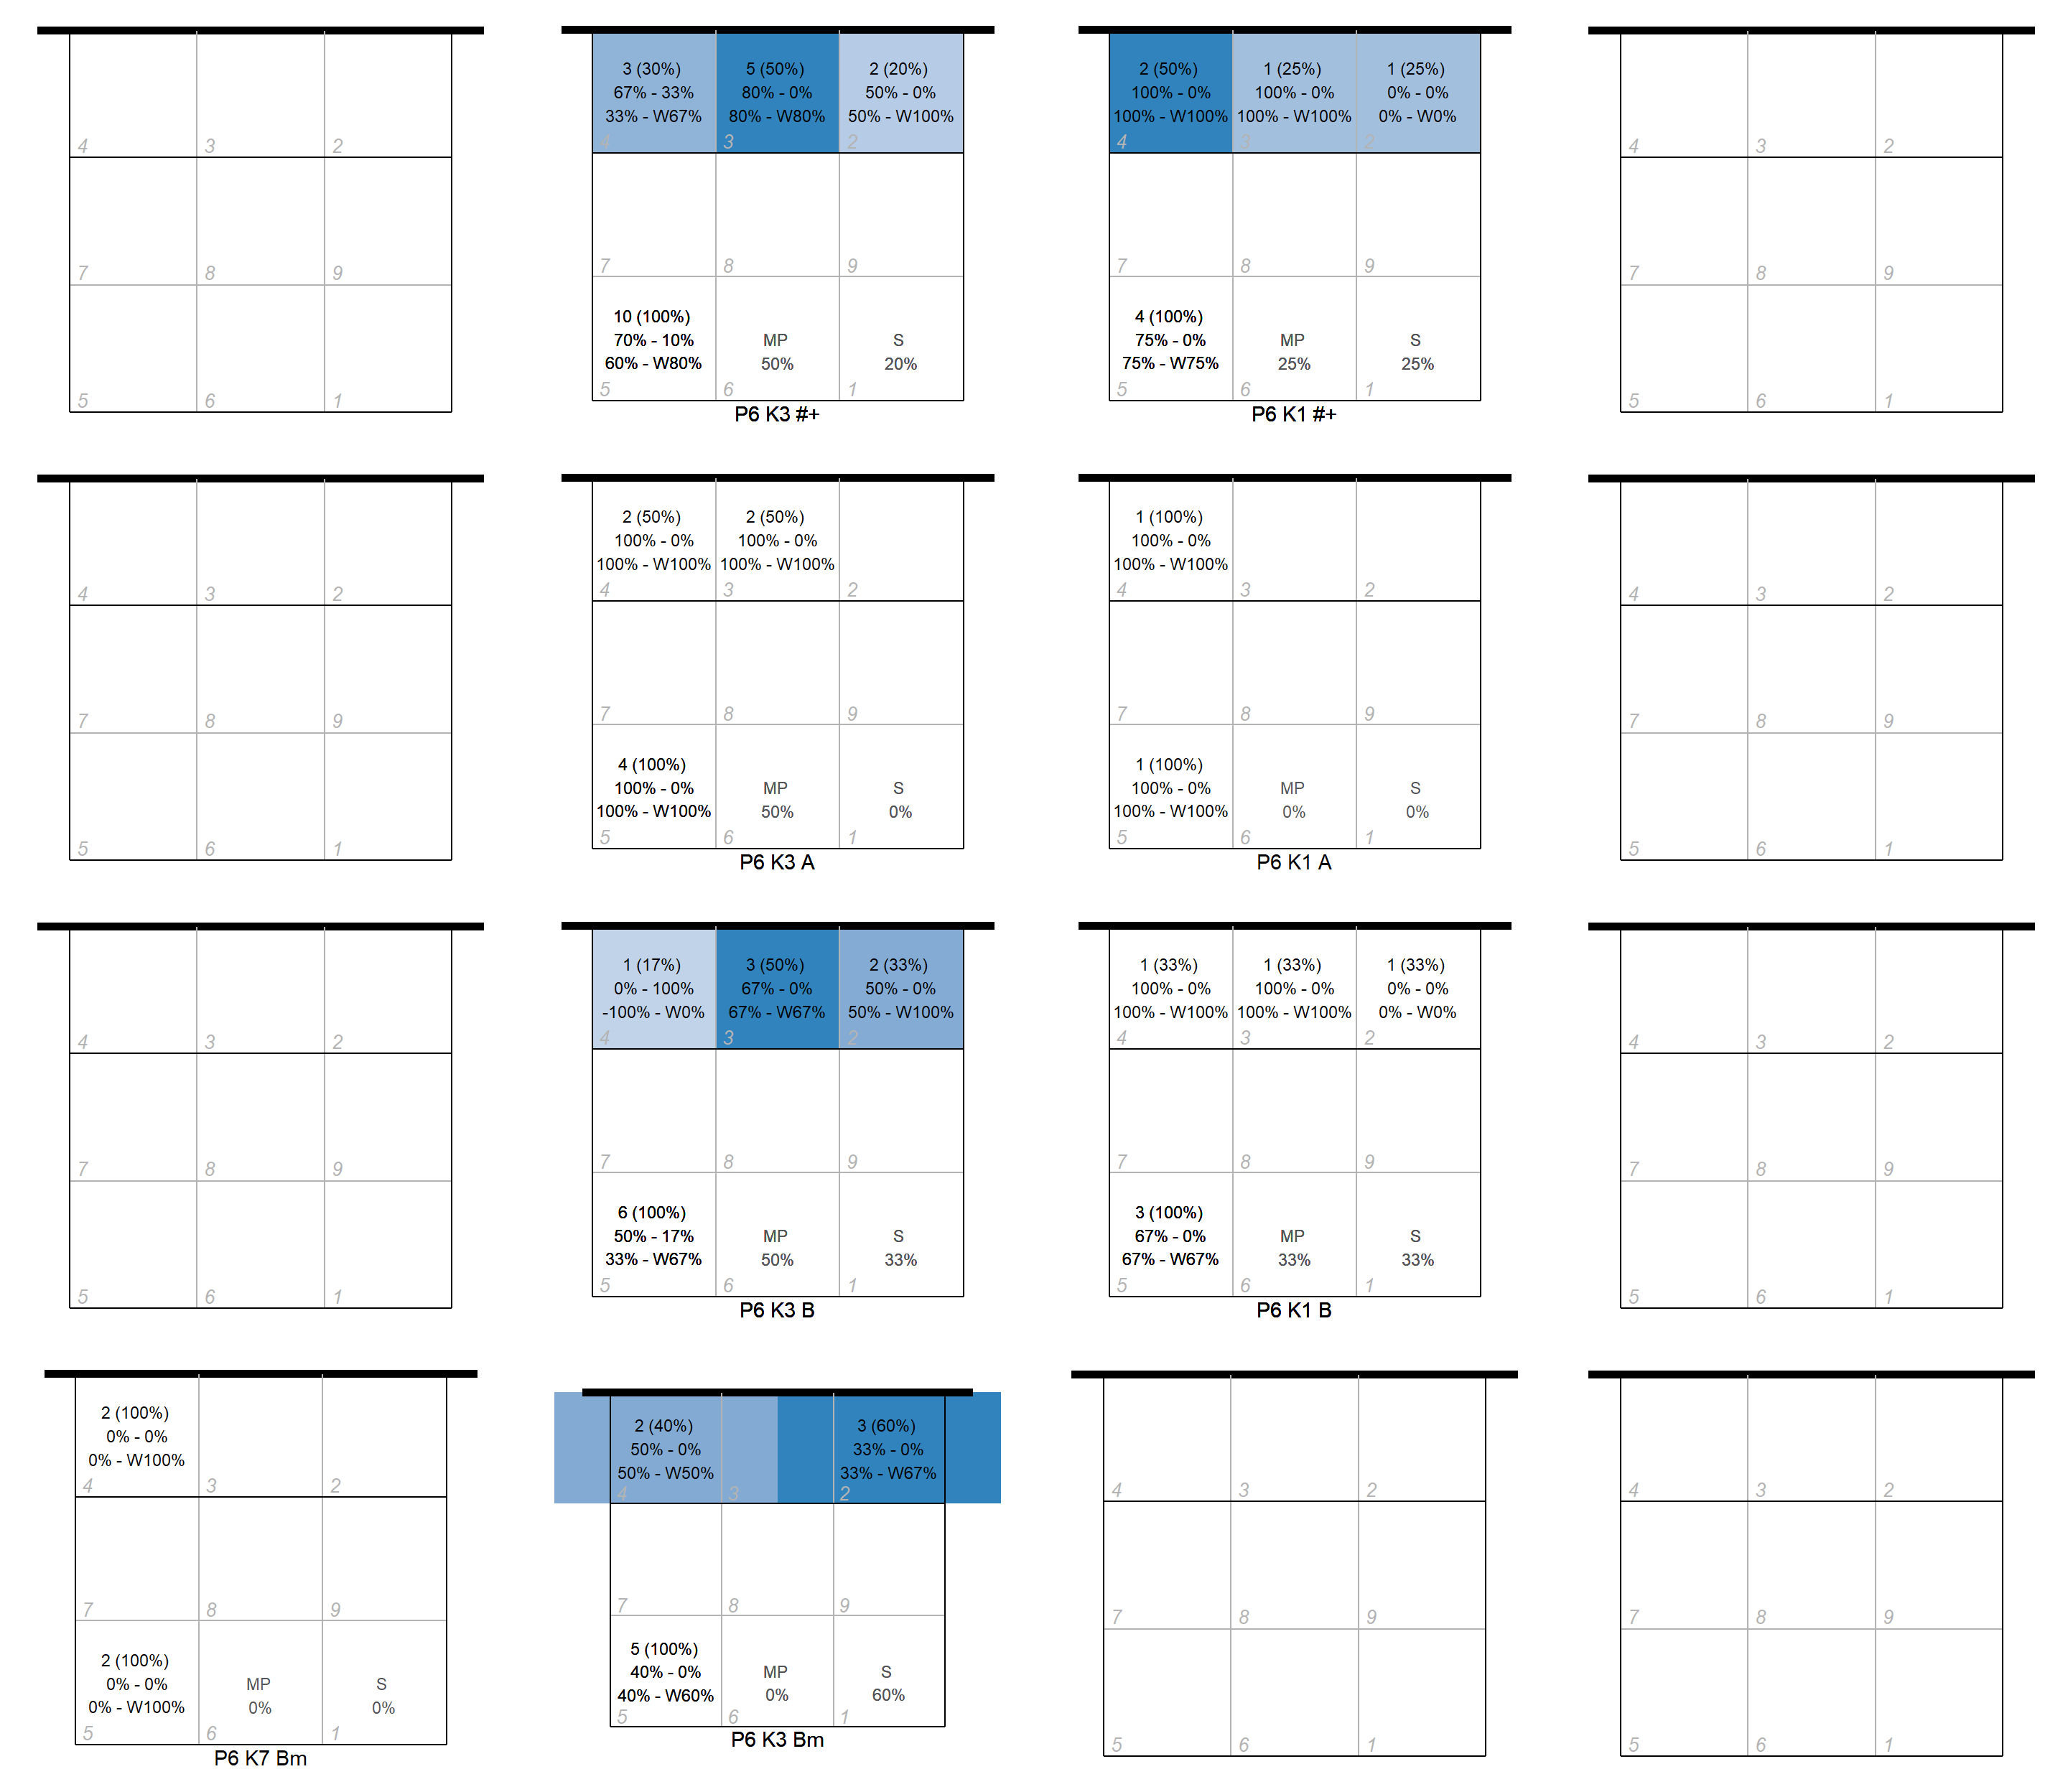 4 3 2
7 8 9
5 6 1
3 (30%) 5 (50%) 2 (20%)
67% - 33% 80% - 0% 50% - 0%
33% - W67% 80% - W80% 50% - W100%
4 3 2
7 8 9
10 (100%)
70% - 10% MP S
60% - W80% 50% 20%
5 6 1
P6 K3 #+
2 (50%) 1 (25%) 1 (25%)
100% - 0% 100% - 0% 0% - 0%
100% - W100% 100% - W100% 0% - W0%
4 3 2
7 8 9
4 (100%)
75% - 0% MP S
75% - W75% 25% 25%
5 6 1
P6 K1 #+
4 3 2
7 8 9
5 6 1
4 3 2
7 8 9
5 6 1
2 (50%) 2 (50%)
100% - 0% 100% - 0%
100% - W100% 100% - W100%
4 3 2
7 8 9
4 (100%)
100% - 0% MP S
100% - W100% 50% 0%
5 6 1
P6 K3 A
1 (100%)
100% - 0%
100% - W100%
4 3 2
7 8 9
1 (100%)
100% - 0% MP S
100% - W100% 0% 0%
5 6 1
P6 K1 A
4 3 2
7 8 9
5 6 1
4 3 2
7 8 9
5 6 1
1 (17%) 3 (50%) 2 (33%)
0% - 100% 67% - 0% 50% - 0%
-100% - W0% 67% - W67% 50% - W100%
4 3 2
7 8 9
6 (100%)
50% - 17% MP S
33% - W67% 50% 33%
5 6 1
P6 K3 B
1 (33%) 1 (33%) 1 (33%)
100% - 0% 100% - 0% 0% - 0%
100% - W100% 100% - W100% 0% - W0%
4 3 2
7 8 9
3 (100%)
67% - 0% MP S
67% - W67% 33% 33%
5 6 1
P6 K1 B
4 3 2
7 8 9
5 6 1
2 (100%)
0% - 0%
0% - W100%
4 3 2
7 8 9
2 (100%)
0% - 0% MP S
0% - W100% 0% 0%
5 6 1
P6 K7 Bm
2 (40%) 3 (60%)
50% - 0% 33% - 0%
50% - W50% 33% - W67%
4 3 2
7 8 9
5 (100%)
40% - 0% MP S
40% - W60% 0% 60%
5 6 1
P6 K3 Bm
4 3 2
7 8 9
5 6 1
4 3 2
7 8 9
5 6 1